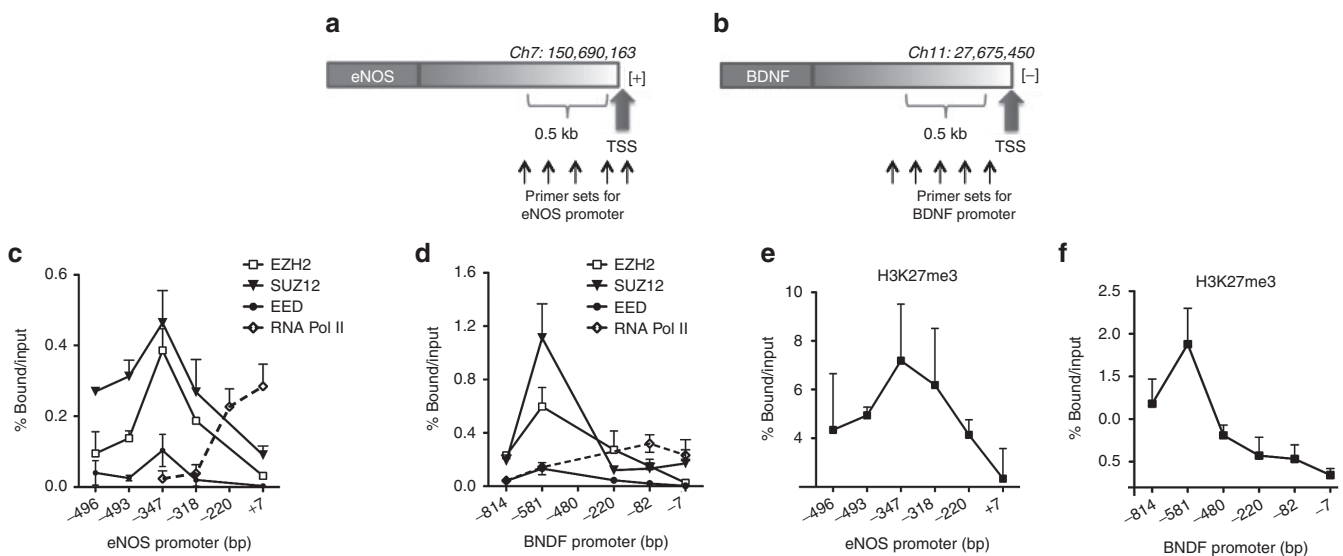 a
Ch7: 150,690,163
eNOS
[+]
0.5 kb
TSS
Primer sets for
eNOS promoter
b
Ch11: 27,675,450
BDNF
[−]
0.5 kb
TSS
Primer sets for
BDNF promoter
c
EZH2
SUZ12
EED
RNA Pol II
% Bound/input
0.6
0.4
0.2
0.0
−496
−493
−347
−318
−220
+7
eNOS promoter (bp)
d
EZH2
SUZ12
EED
RNA Pol II
% Bound/input
1.6
1.2
0.8
0.4
0.0
−814
−581
−480
−220
−82
−7
BNDF promoter (bp)
e
H3K27me3
% Bound/input
10
8
6
4
−496
−493
−347
−318
−220
+7
eNOS promoter (bp)
f
H3K27me3
% Bound/input
2.5
2.5
1.5
0.0
0.5
−814
−581
−480
−220
−82
−7
BNDF promoter (bp)